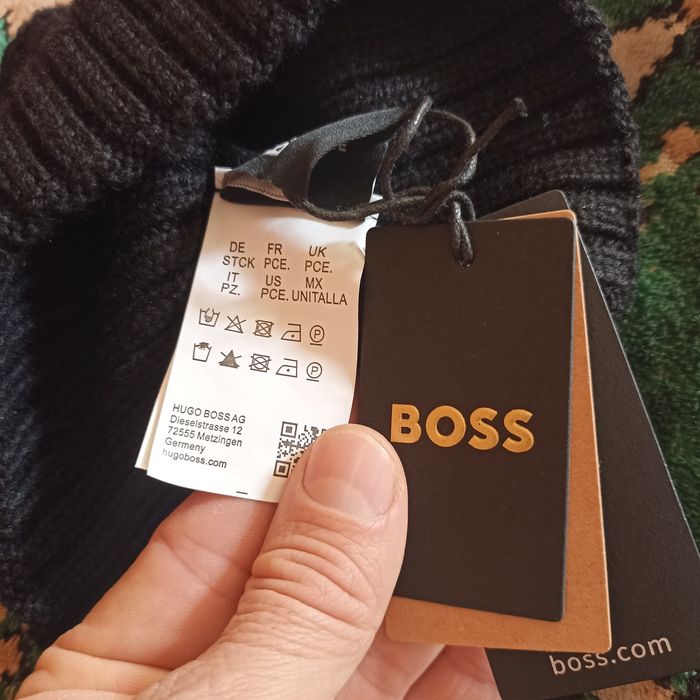 DE FR UK
STCK PCE. PCE.
IT US MX
PZ. PCE. UNITALLA
P
P
HUGO BOSS AG
Dieselstrasse 12
72555 Metzingen
Germeny
hugoboss.com
BOSS
boss.com